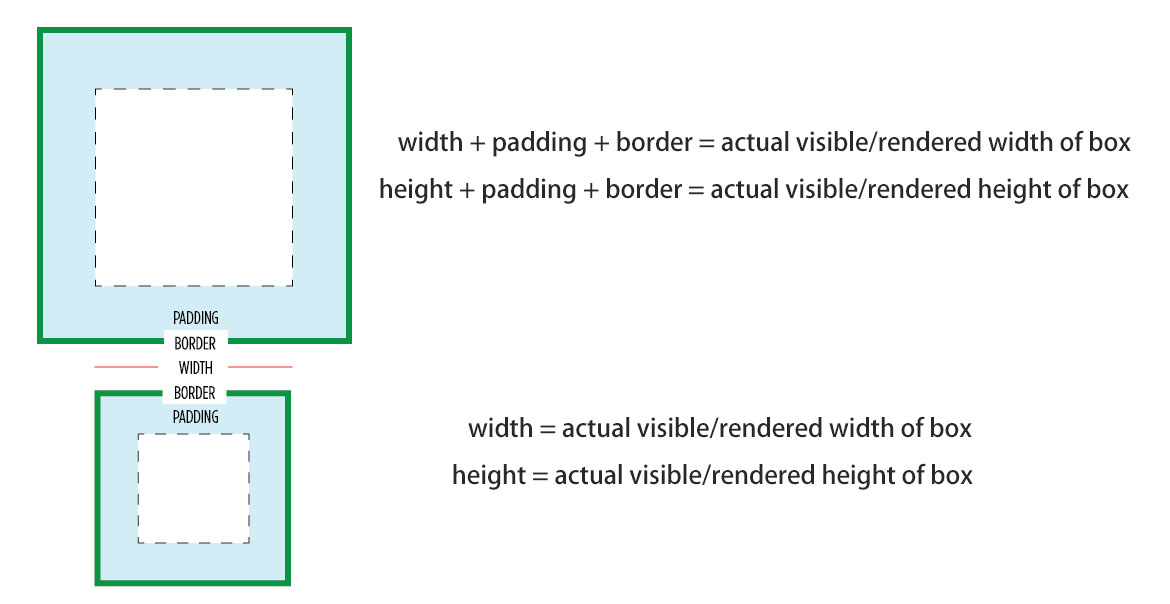 width + padding + border = actual visible/rendered width of box
height + padding + border = actual visible/rendered height of box
PADDING
BORDER
WIDTH
BORDER
PADDING
width = actual visible/rendered width of box
height = actual visible/rendered height of box